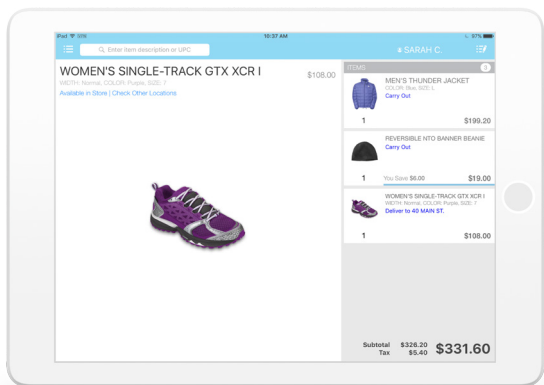 iPad
10:37 AM
97%
Enter item description or UPC
SARAH C.
WOMEN'S SINGLE-TRACK GTX XCR I
$108.00
WIDTH: Normal, COLOR: Purple, SIZE: 7
Available in Store | Check Other Locations
ITEMS
MEN'S THUNDER JACKET
COLOR: Blue, SIZE: L
Carry Out
1 $199.20
REVERSIBLE NTO BANNER BEANIE
Carry Out
1 You Save $6.00 $19.00
WOMEN'S SINGLE-TRACK GTX XCR I
WIDTH: Normal, COLOR: Purple, SIZE: 7
Deliver to 40 MAIN ST.
1 $108.00
Subtotal $326.20
Tax $5.40
$331.60